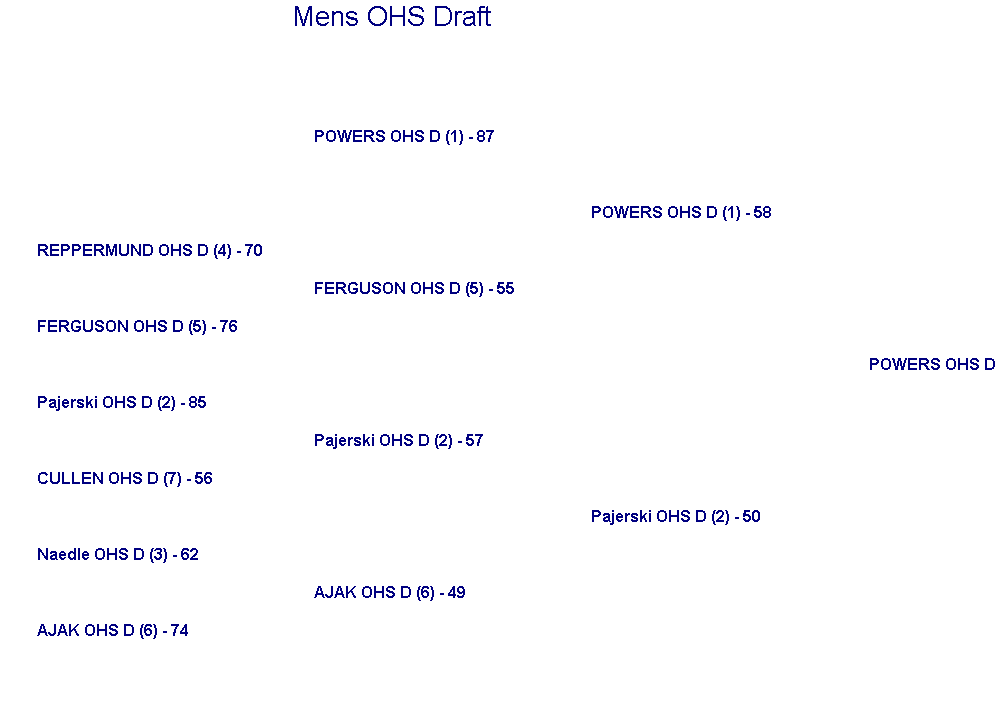 Mens OHS Draft
POWERS OHS D (1) - 87
POWERS OHS D (1) - 58
REPPERMUND OHS D (4) - 70
FERGUSON OHS D (5) - 55
FERGUSON OHS D (5) - 76
POWERS OHS D
Pajerski OHS D (2) - 85
Pajerski OHS D (2) - 57
CULLEN OHS D (7) - 56
Pajerski OHS D (2) - 50
Naedle OHS D (3) - 62
AJAK OHS D (6) - 49
AJAK OHS D (6) - 74